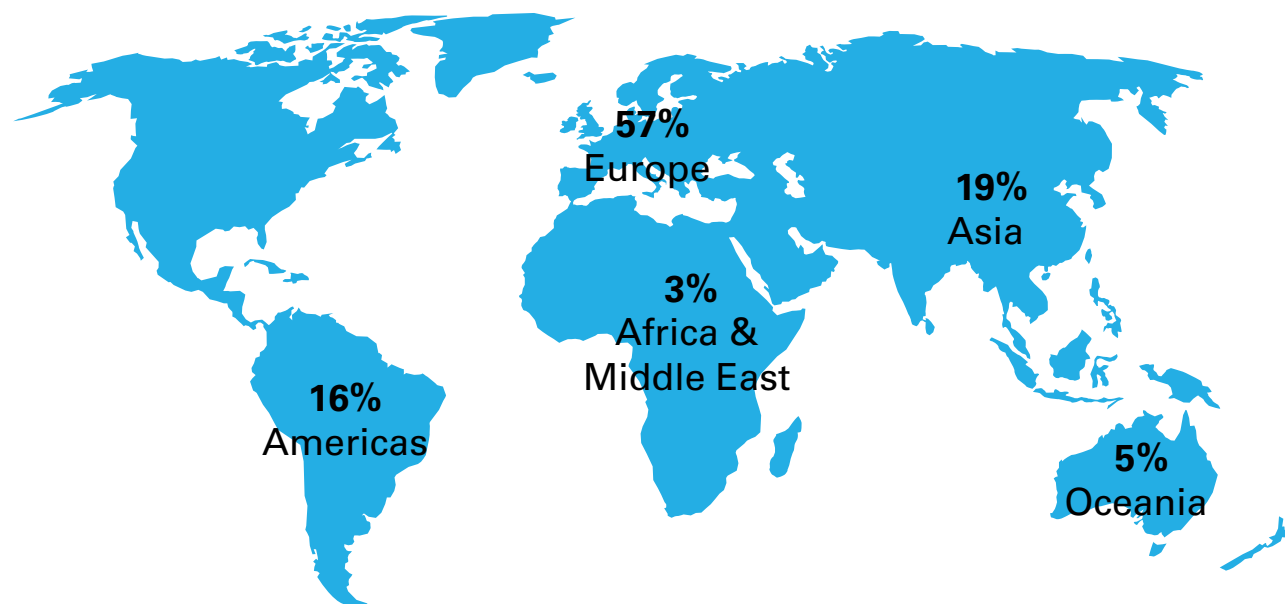 57%
Europe
19%
Asia
3%
Africa &
Middle East
16%
Americas
5%
Oceania